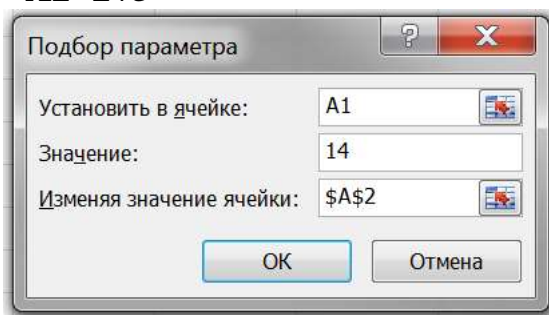 Подбор параметра
Установить в ячейке: A1
Значение: 14
Изменяя значение ячейки: $A$2
ОК Отмена